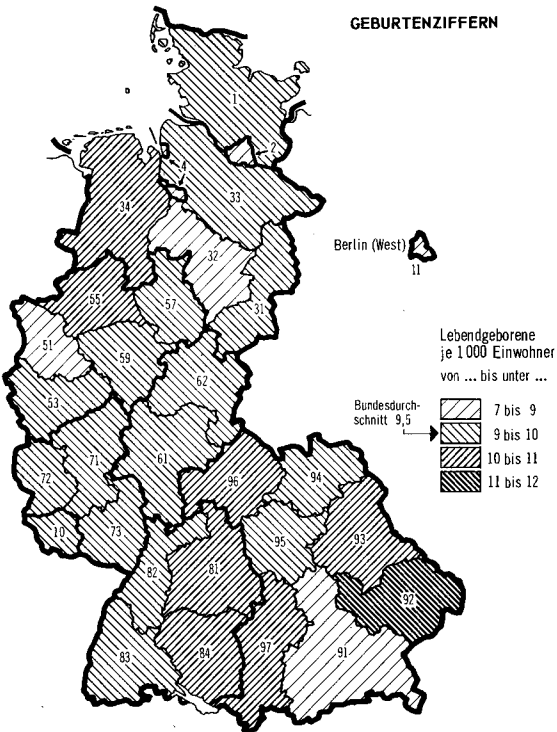 GEBURTENZIFFERN
1
2
4
33
34
32
Berlin (West)
11
55
57
31
51
59
62
53
61
71
72
10
73
96
94
95
93
92
82
81
83
84
97
91
Lebendgeborene
je 1000 Einwohner
von ... bis unter ...
Bundesdurch-
schnitt 9,5
7 bis 9
9 bis 10
10 bis 11
11 bis 12